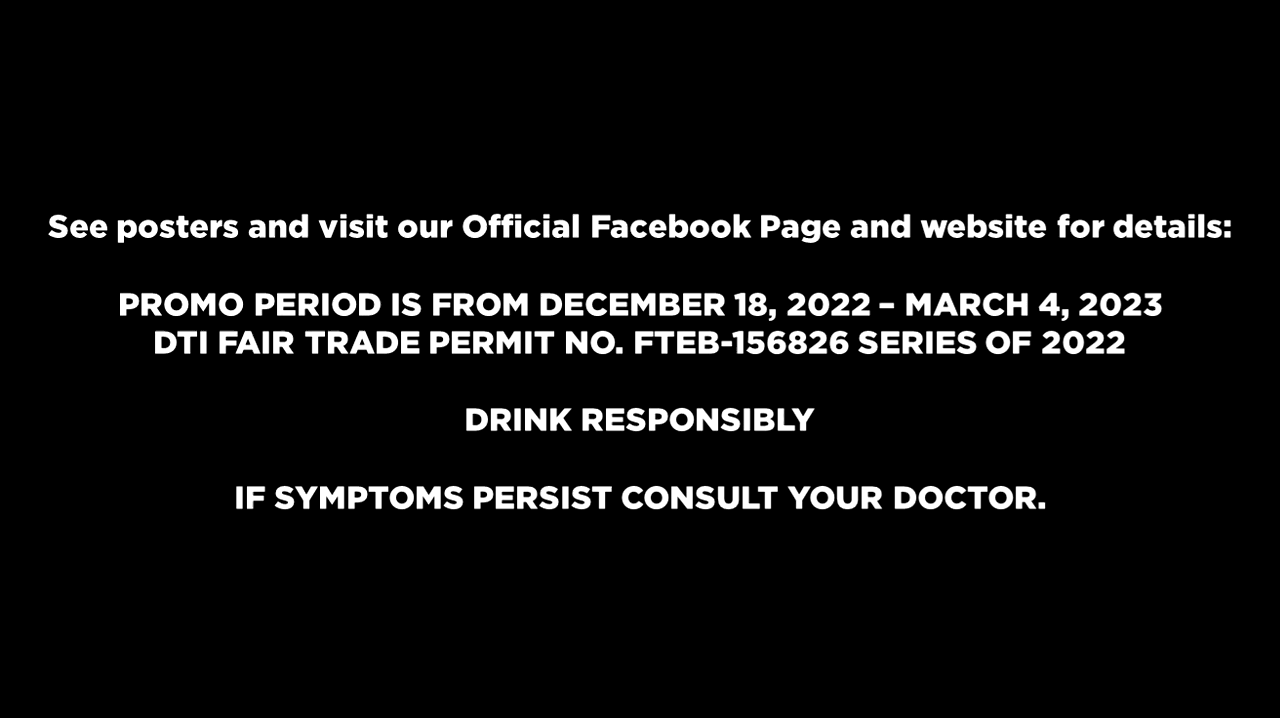 See posters and visit our Official Facebook Page and website for details:
PROMO PERIOD IS FROM DECEMBER 18, 2022 – MARCH 4, 2023
DTI FAIR TRADE PERMIT NO. FTEB-156826 SERIES OF 2022
DRINK RESPONSIBLY
IF SYMPTOMS PERSIST CONSULT YOUR DOCTOR.